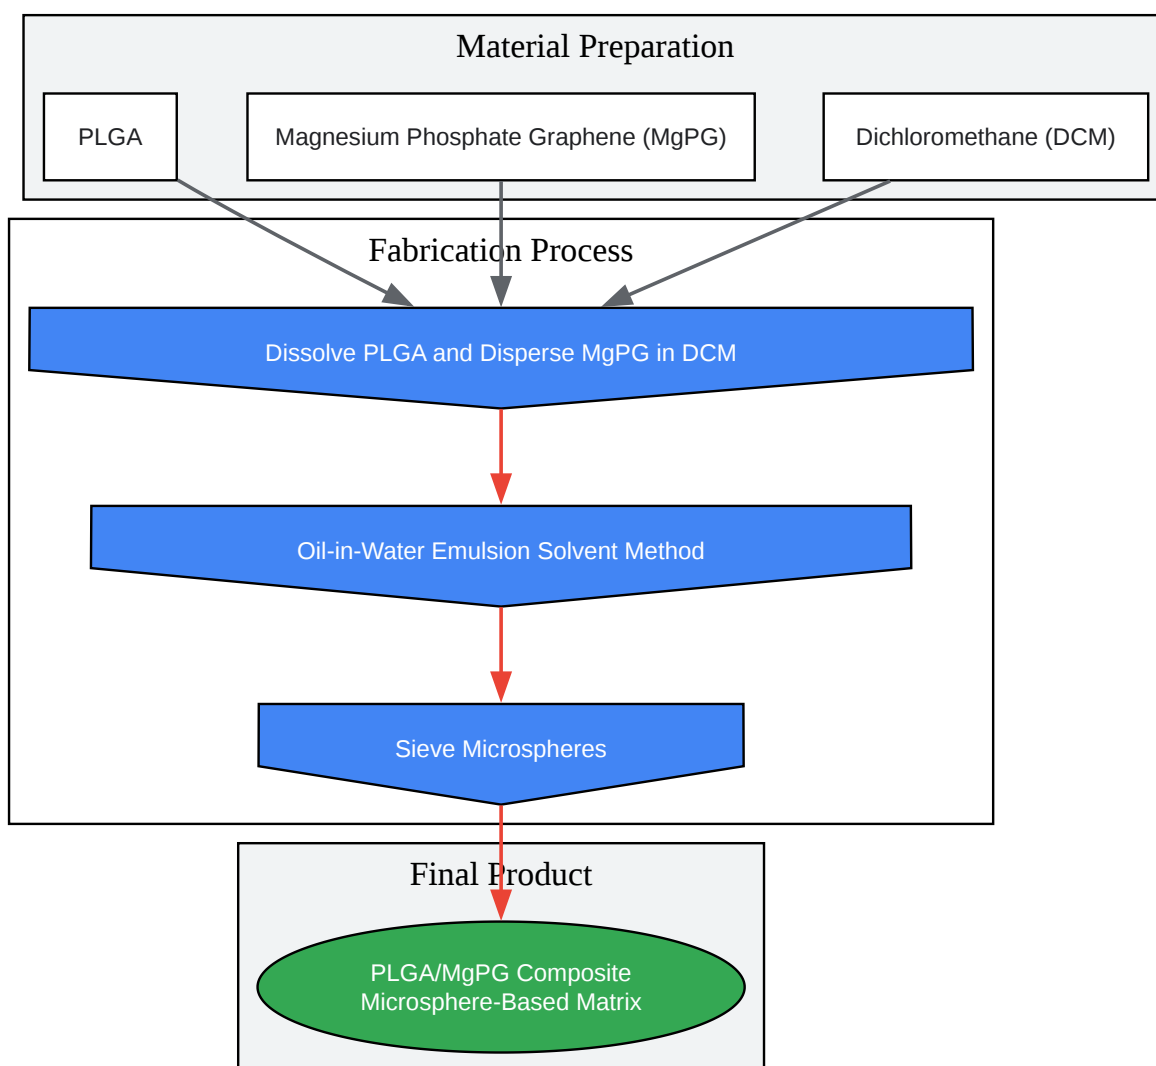 Material Preparation
PLGA
Magnesium Phosphate Graphene (MgPG)
Dichloromethane (DCM)
Fabrication Process
Dissolve PLGA and Disperse MgPG in DCM
Oil-in-Water Emulsion Solvent Method
Sieve Microspheres
Final Product
PLGA/MgPG Composite
Microsphere-Based Matrix